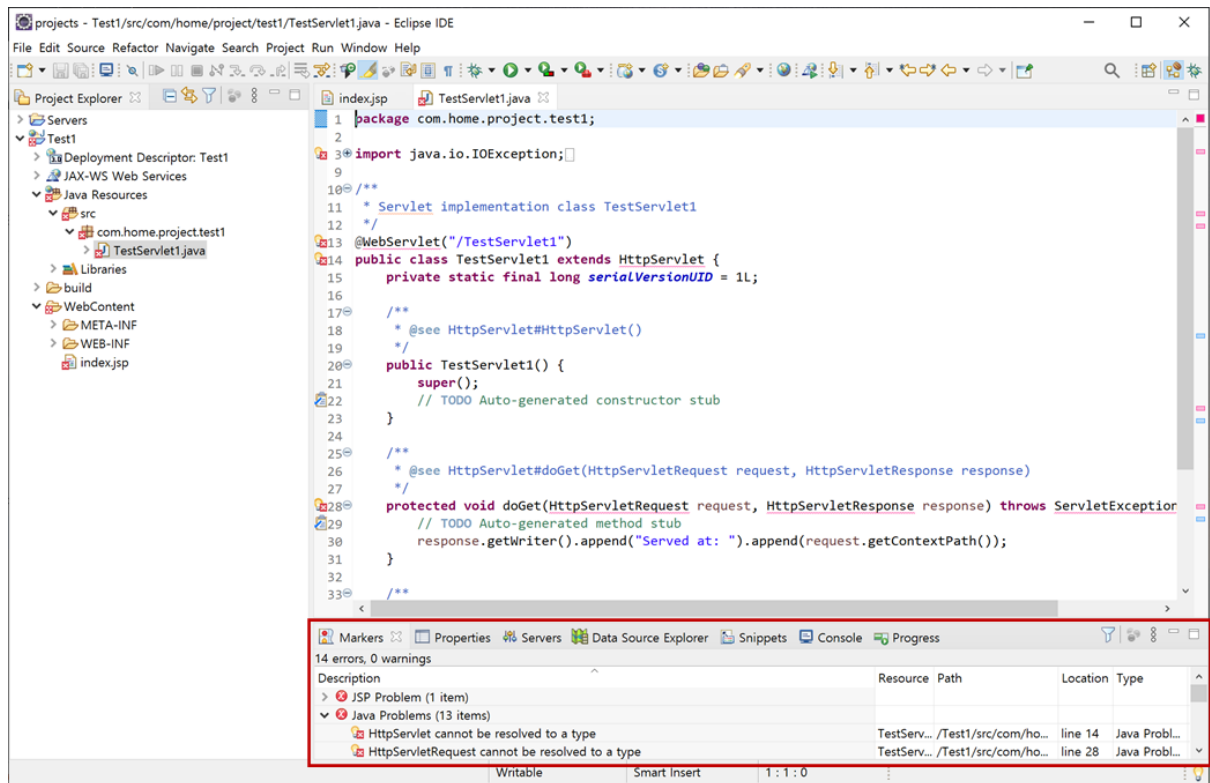 projects - Test1/src/com/home/project/test1/TestServlet1.java - Eclipse IDE
File Edit Source Refactor Navigate Search Project Run Window Help
Project Explorer
Servers
Test1
Deployment Descriptor: Test1
JAX-WS Web Services
Java Resources
src
com.home.project.test1
TestServlet1.java
Libraries
build
WebContent
META-INF
WEB-INF
index.jsp
index.jsp TestServlet1.java
1 package com.home.project.test1;
2
3 import java.io.IOException;
9
10 /**
11 * Servlet implementation class TestServlet1
12 */
13 @WebServlet("/TestServlet1")
14 public class TestServlet1 extends HttpServlet {
15 private static final long serialVersionUID = 1L;
16
17 /**
18 * @see HttpServlet#HttpServlet()
19 */
20 public TestServlet1() {
21 super();
22 // TODO Auto-generated constructor stub
23 }
24
25 /**
26 * @see HttpServlet#doGet(HttpServletRequest request, HttpServletResponse response)
27 */
28 protected void doGet(HttpServletRequest request, HttpServletResponse response) throws ServletException
29 // TODO Auto-generated method stub
30 response.getWriter().append("Served at: ").append(request.getContextPath());
31 }
32
33 /**
Markers Properties Servers Data Source Explorer Snippets Console Progress
14 errors, 0 warnings
Description Resource Path Location Type
JSP Problem (1 item)
Java Problems (13 items)
HttpServlet cannot be resolved to a type TestServ... /Test1/src/com/ho... line 14 Java Probl...
HttpServletRequest cannot be resolved to a type TestServ... /Test1/src/com/ho... line 28 Java Probl...
Writable Smart Insert 1 : 1 : 0